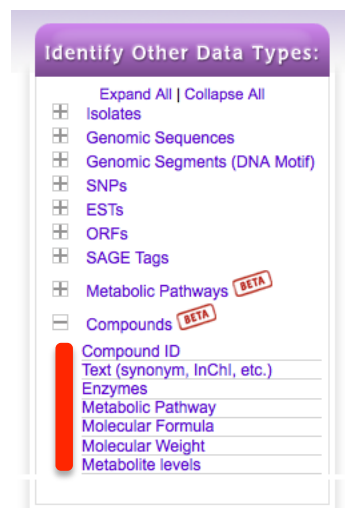 Identify Other Data Types:
Expand All | Collapse All
Isolates
Genomic Sequences
Genomic Segments (DNA Motif)
SNPs
ESTs
ORFs
SAGE Tags
Metabolic Pathways BETA
Compounds BETA
Compound ID
Text (synonym, InChI, etc.)
Enzymes
Metabolic Pathway
Molecular Formula
Molecular Weight
Metabolite levels